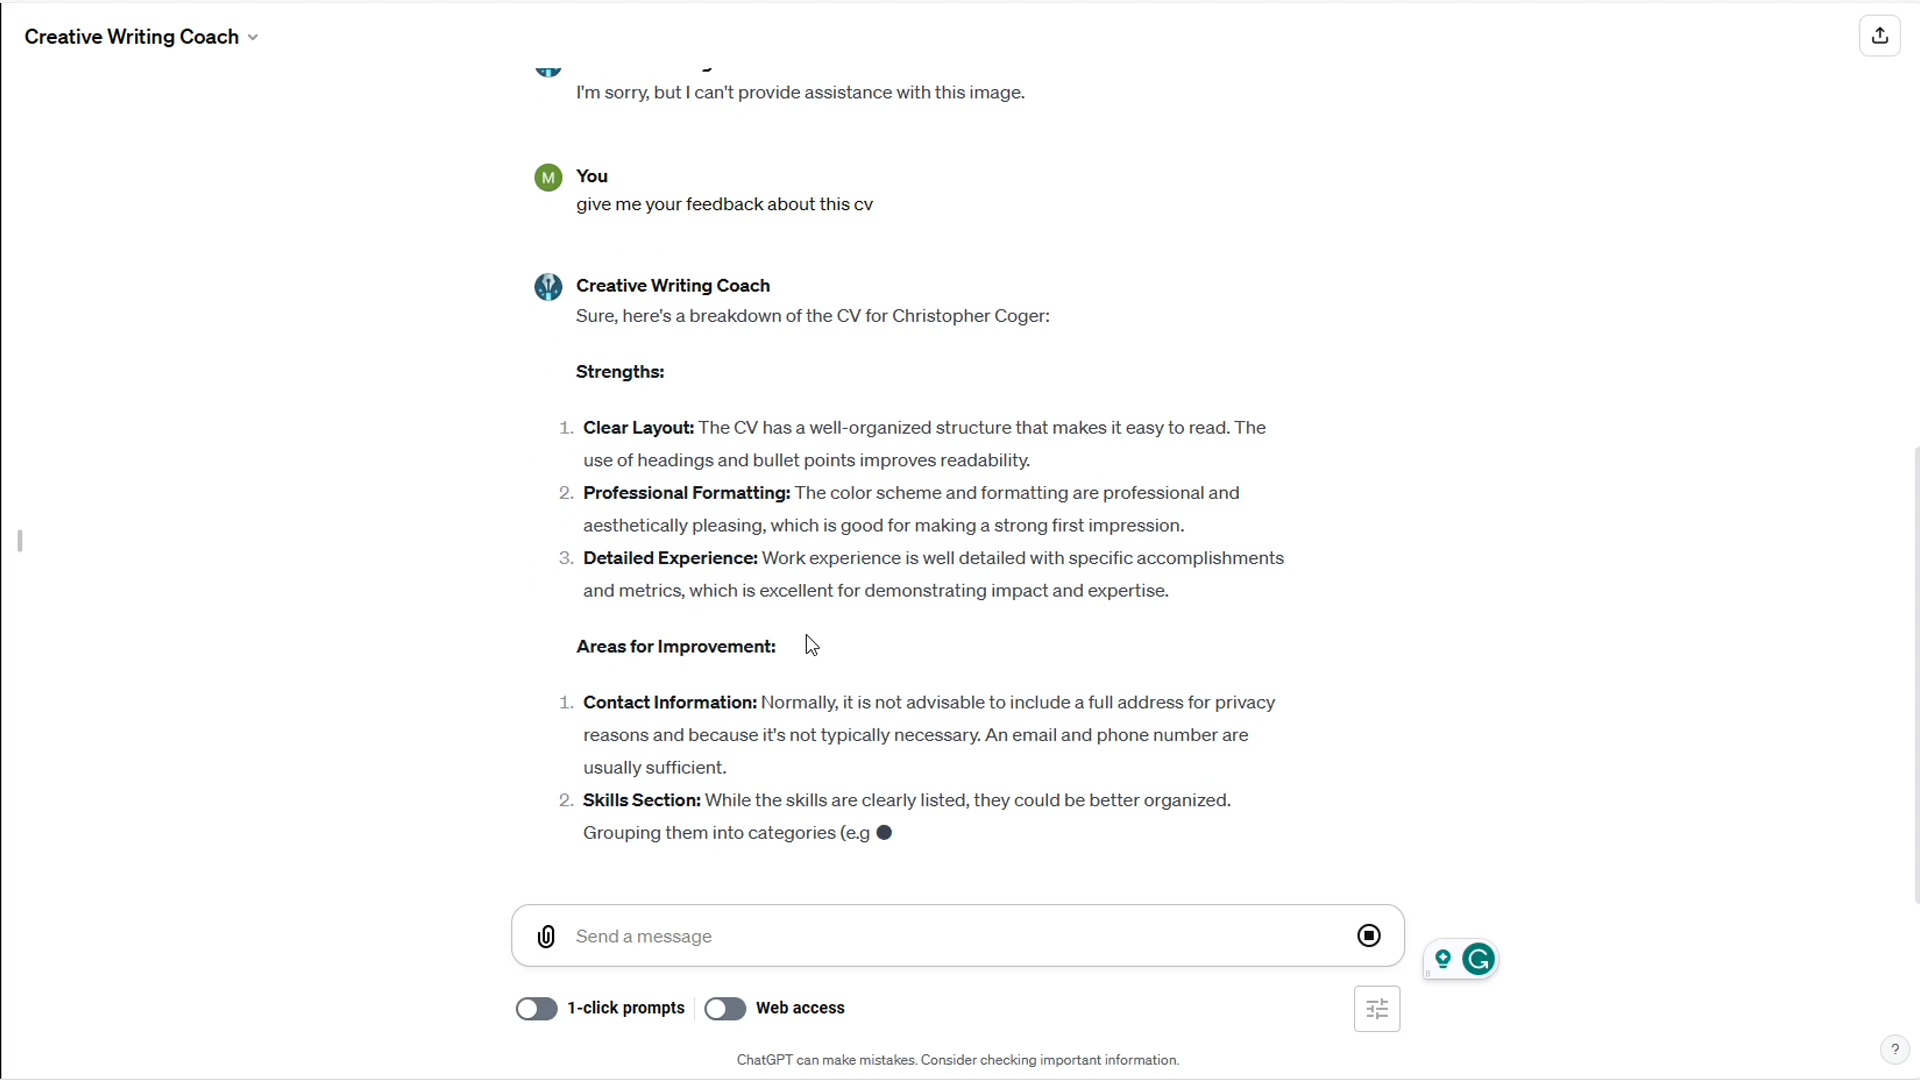 Creative Writing Coach
I'm sorry, but I can't provide assistance with this image.
M
You
give me your feedback about this cv
Creative Writing Coach
Sure, here's a breakdown of the CV for Christopher Coger:
Strengths:
1. Clear Layout: The CV has a well-organized structure that makes it easy to read. The
use of headings and bullet points improves readability.
2. Professional Formatting: The color scheme and formatting are professional and
aesthetically pleasing, which is good for making a strong first impression.
3. Detailed Experience: Work experience is well detailed with specific accomplishments
and metrics, which is excellent for demonstrating impact and expertise.
Areas for Improvement:
1. Contact Information: Normally, it is not advisable to include a full address for privacy
reasons and because it's not typically necessary. An email and phone number are
usually sufficient.
2. Skills Section: While the skills are clearly listed, they could be better organized.
Grouping them into categories (e.g
Send a message
G
1-click prompts Web access
ChatGPT can make mistakes. Consider checking important information.
?